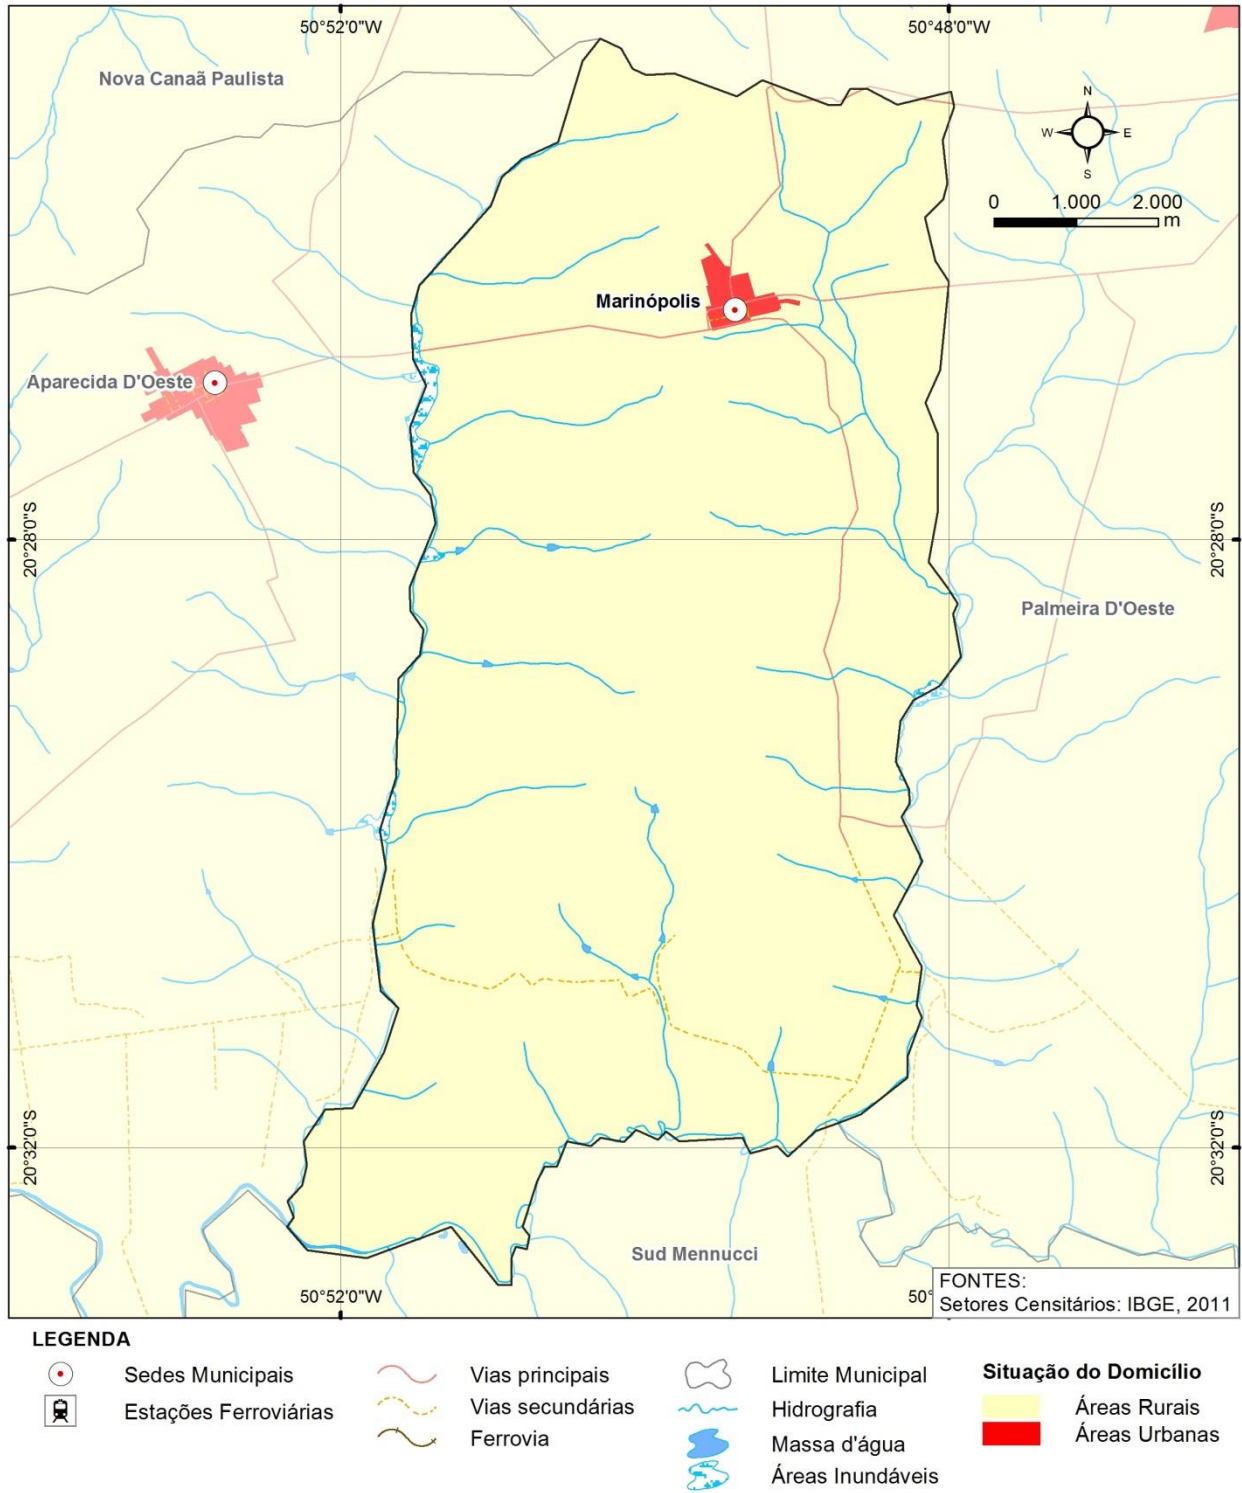 50°52'0"W
50°48'0"W
Nova Canaã Paulista
N
W
E
S
0 1.000 2.000
m
Marinópolis
Aparecida D'Oeste
20°28'0"S
20°28'0"S
Palmeira D'Oeste
20°32'0"S
20°32'0"S
Sud Mennucci
50°52'0"W
50°
FONTES:
Setores Censitários: IBGE, 2011
LEGENDA
Sedes Municipais
Estações Ferroviárias
Vias principais
Vias secundárias
Ferrovia
Limite Municipal
Hidrografia
Massa d'água
Áreas Inundáveis
Situação do Domicílio
Áreas Rurais
Áreas Urbanas